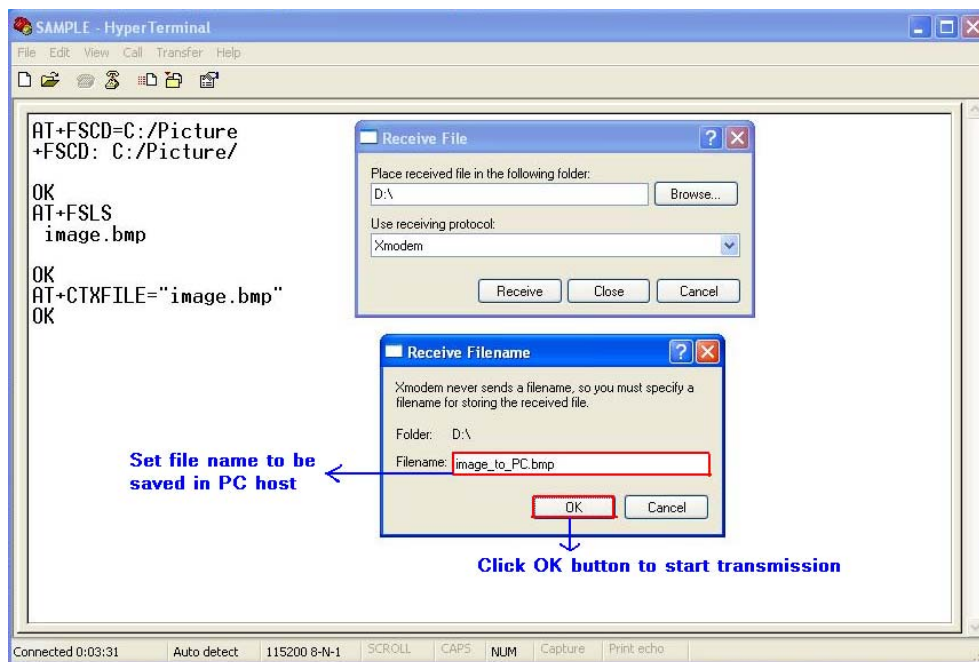 SAMPLE - HyperTerminal
File Edit View Call Transfer Help
AT+FSCD=C:/Picture
+FSCD: C:/Picture/
OK
AT+FSLS
image.bmp
OK
AT+CTXFILE="image.bmp"
OK
Receive File
Place received file in the following folder:
D:\
Browse...
Use receiving protocol:
Xmodem
Receive Close Cancel
Receive Filename
Xmodem never sends a filename, so you must specify a
filename for storing the received file.
Folder: D:\
Filename: image_to_PC.bmp
OK Cancel
Set file name to be
saved in PC host
Click OK button to start transmission
Connected 0:03:31 Auto detect 115200 8-N-1 SCROLL CAPS NUM Capture Print echo